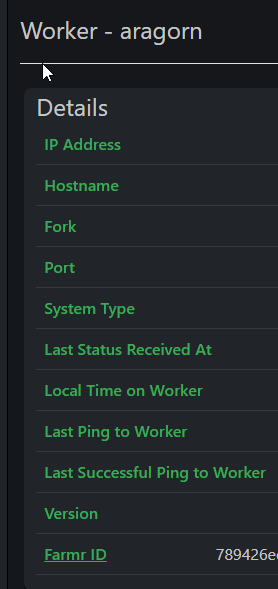 Worker - aragorn
Details
IP Address
Hostname
Fork
Port
System Type
Last Status Received At
Local Time on Worker
Last Ping to Worker
Last Successful Ping to Worker
Version
Farmr ID 789426e